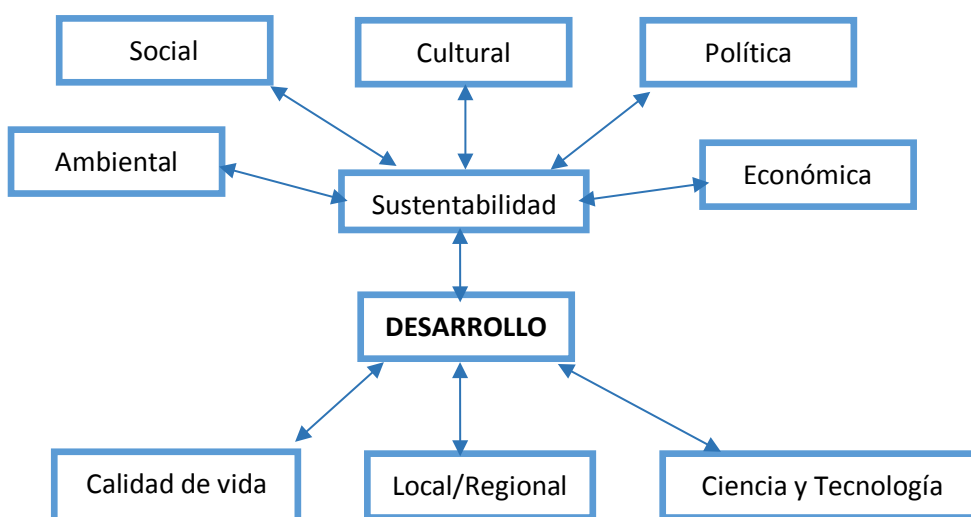 Social
Cultural
Política
Ambiental
Económica
Sustentabilidad
DESARROLLO
Calidad de vida
Local/Regional
Ciencia y Tecnología